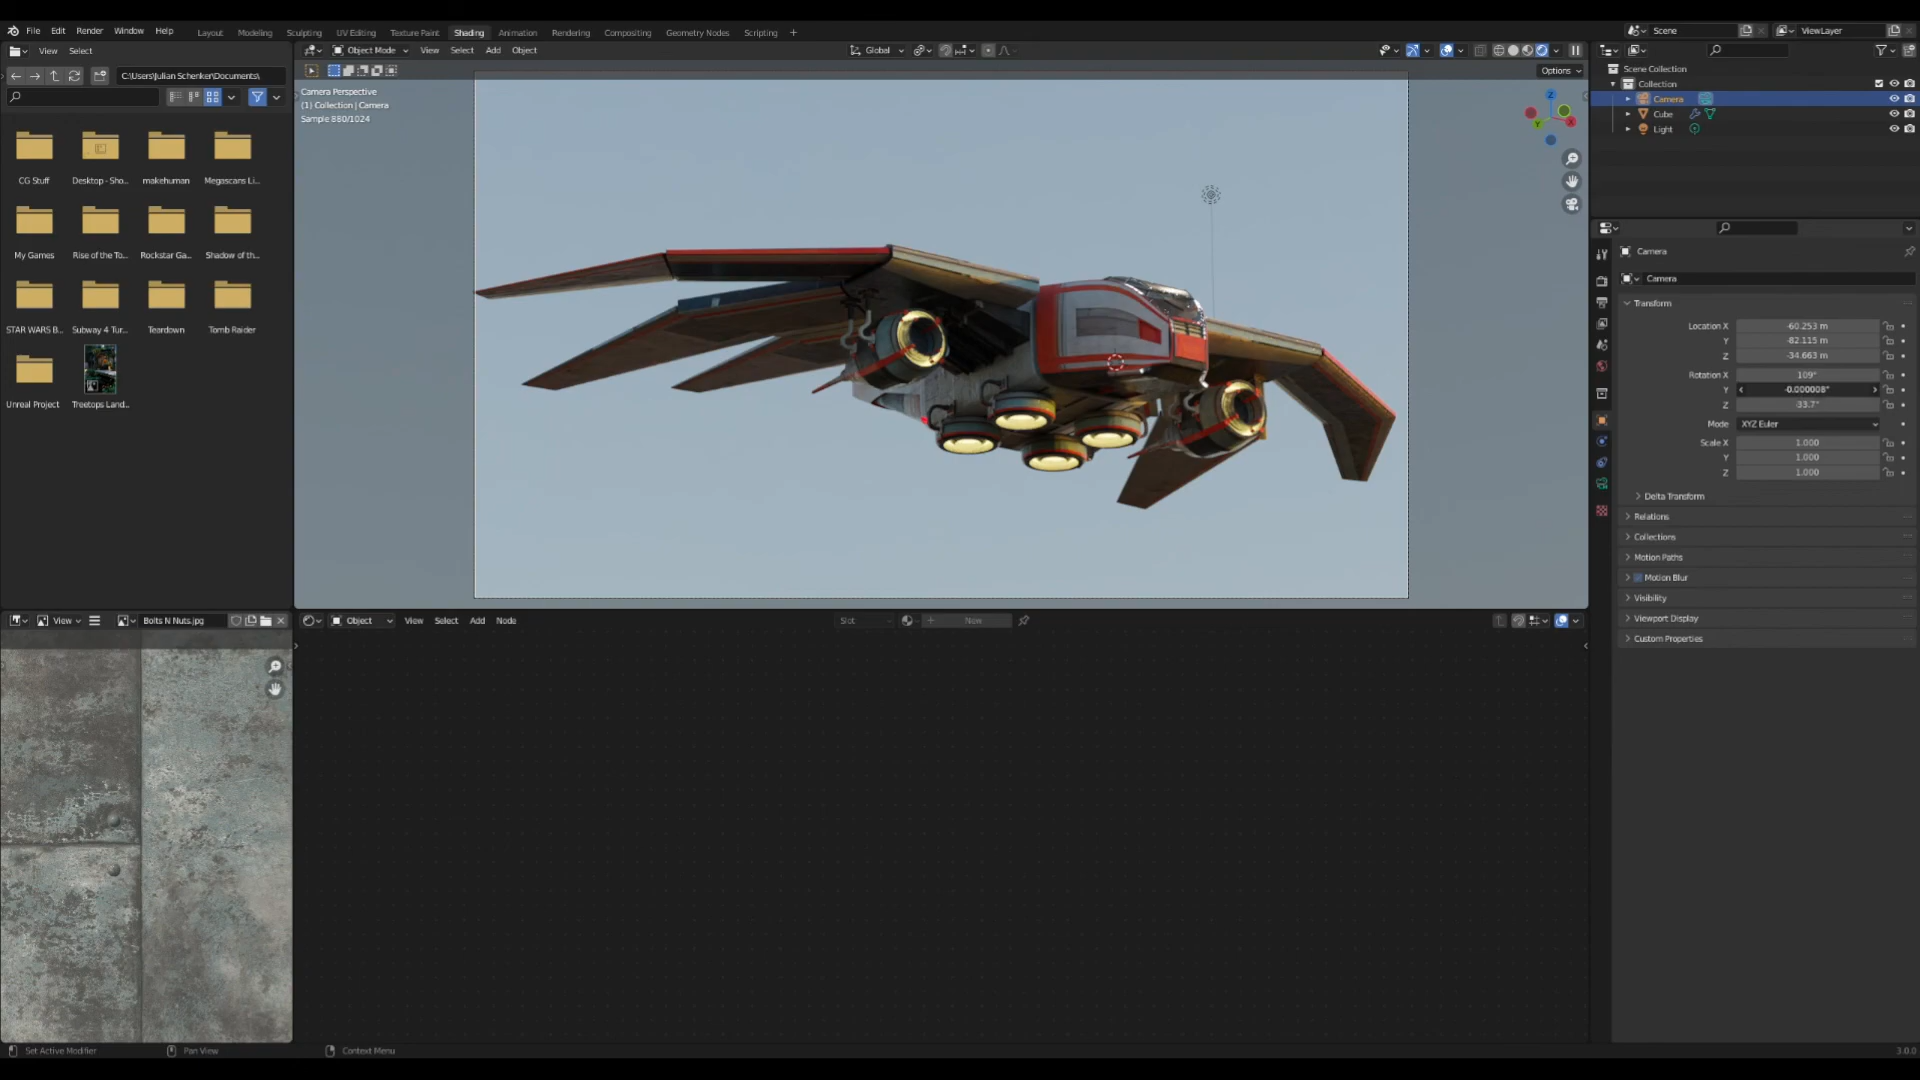 File Edit Render Window Help Layout Modeling Sculpting UV Editing Texture Paint Shading Animation Rendering Compositing Geometry Nodes Scripting +
Scene
ViewLayer
View Select
Object Mode View Select Add Object
Global
C:\Users\Julian Schenker\Documents\
Options
CG Stuff
Desktop - Sho...
makehuman
Megascans Li...
My Games
Rise of the To...
Rockstar Ga...
Shadow of th...
STAR WARS B...
Subway 4 Tur...
Teardown
Tomb Raider
Unreal Project
Treetops Land...
Camera Perspective
(1) Collection | Camera
Sample 880/1024
Z
X
Y
Scene Collection
Collection
Camera
Cube
Light
Camera
Camera
Transform
Location X -60.253 m
Y -82.115 m
Z -34.663 m
Rotation X 109°
Y -0.000008°
Z -33.7°
Mode XYZ Euler
Scale X 1.000
Y 1.000
Z 1.000
Delta Transform
Relations
Collections
Motion Paths
Motion Blur
Visibility
Viewport Display
Custom Properties
View
Bolts N Nuts.jpg
Object View Select Add Node
Slot
New
Set Active Modifier
Pan View
Context Menu
3.0.0